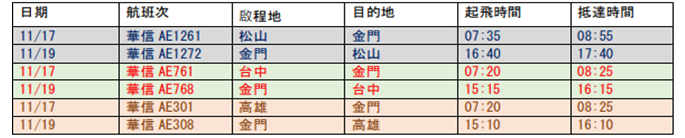 日期 航班次 啟程地 目的地 起飛時間 抵達時間
11/17 華信 AE1261 松山 金門 07:35 08:55
11/19 華信 AE1272 金門 松山 16:40 17:40
11/17 華信 AE761 台中 金門 07:20 08:25
11/19 華信 AE768 金門 台中 15:15 16:15
11/17 華信 AE301 高雄 金門 07:20 08:25
11/19 華信 AE308 金門 高雄 15:10 16:10